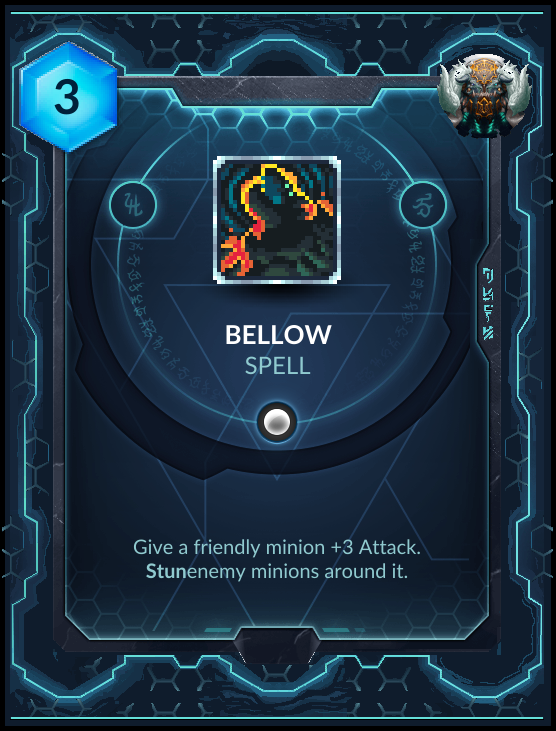 3
BELLOW
SPELL
Give a friendly minion +3 Attack.
Stunenemy minions around it.